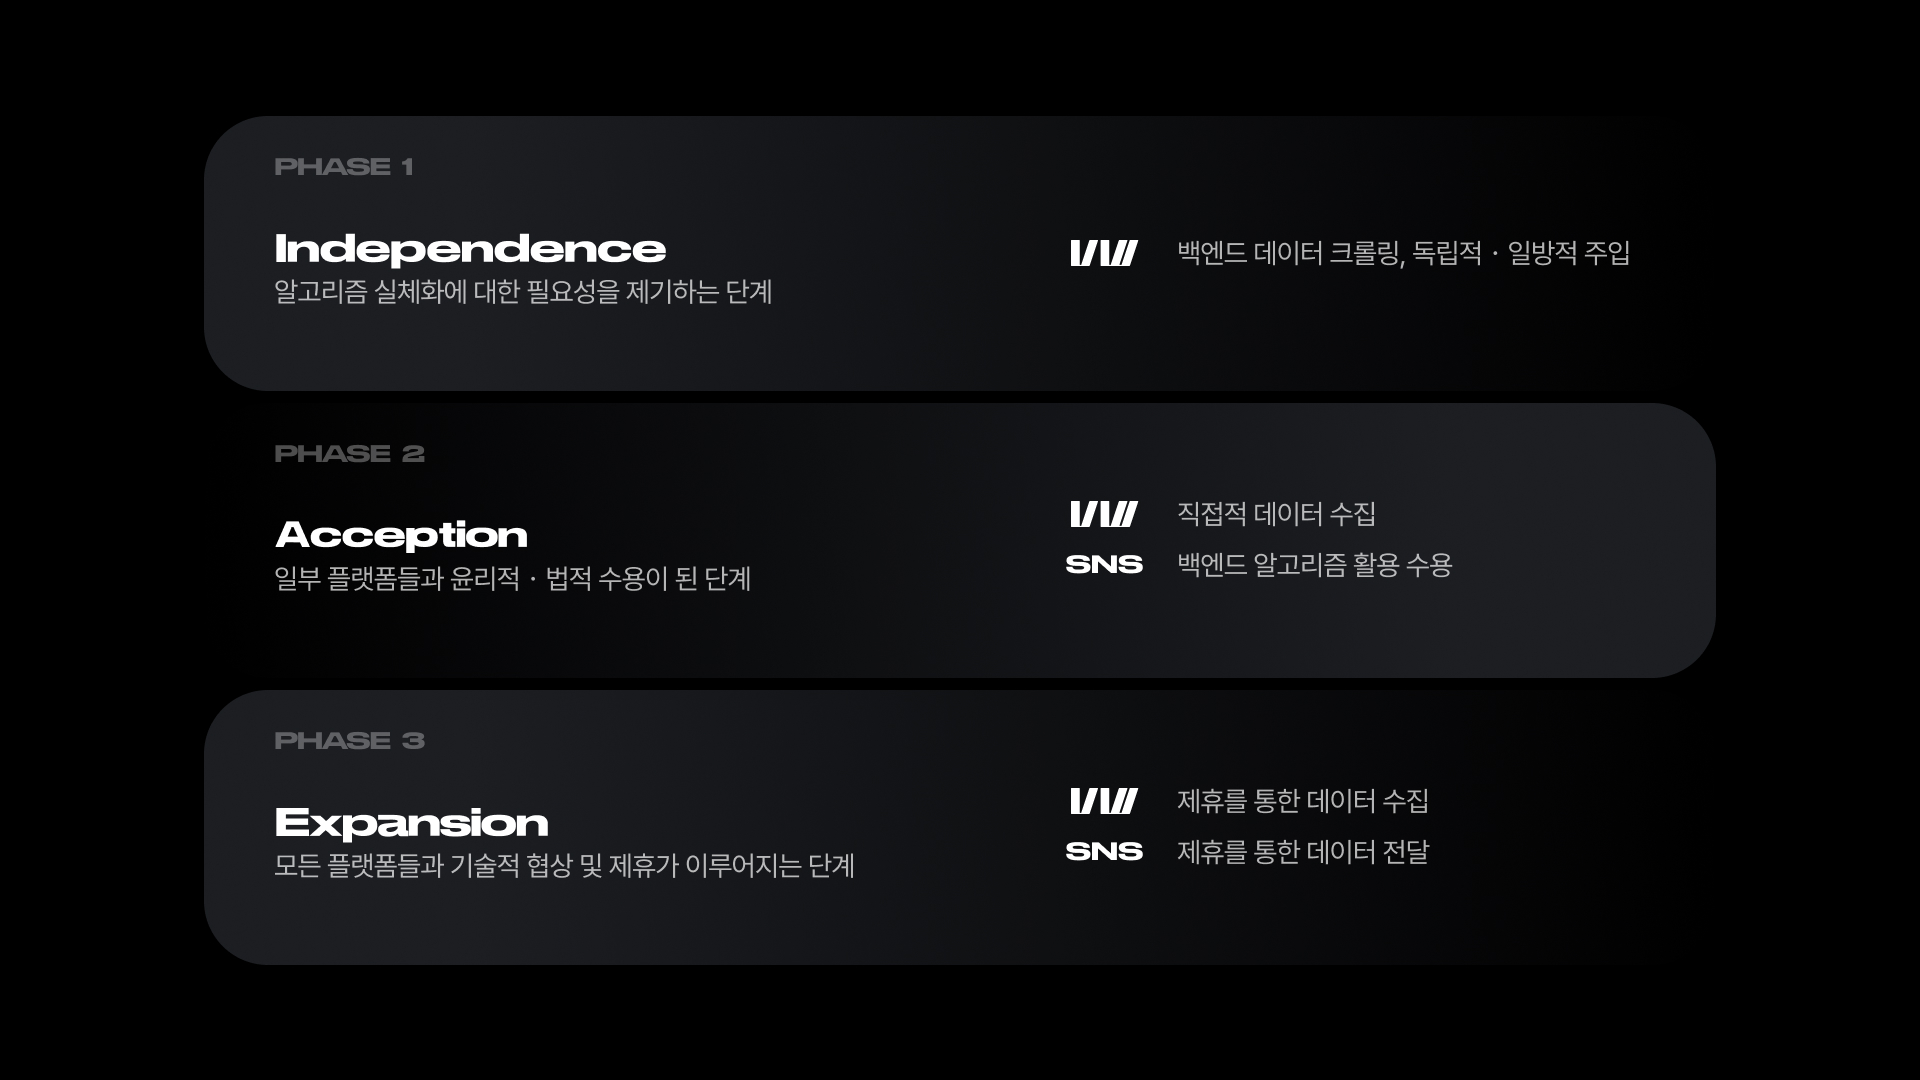 PHASE 1
Independence
알고리즘 실체화에 대한 필요성을 제기하는 단계
백엔드 데이터 크롤링, 독립적 · 일방적 주입
PHASE 2
Acception
일부 플랫폼들과 윤리적 · 법적 수용이 된 단계
직접적 데이터 수집
SNS 백엔드 알고리즘 활용 수용
PHASE 3
Expansion
모든 플랫폼들과 기술적 협상 및 제휴가 이루어지는 단계
제휴를 통한 데이터 수집
SNS 제휴를 통한 데이터 전달